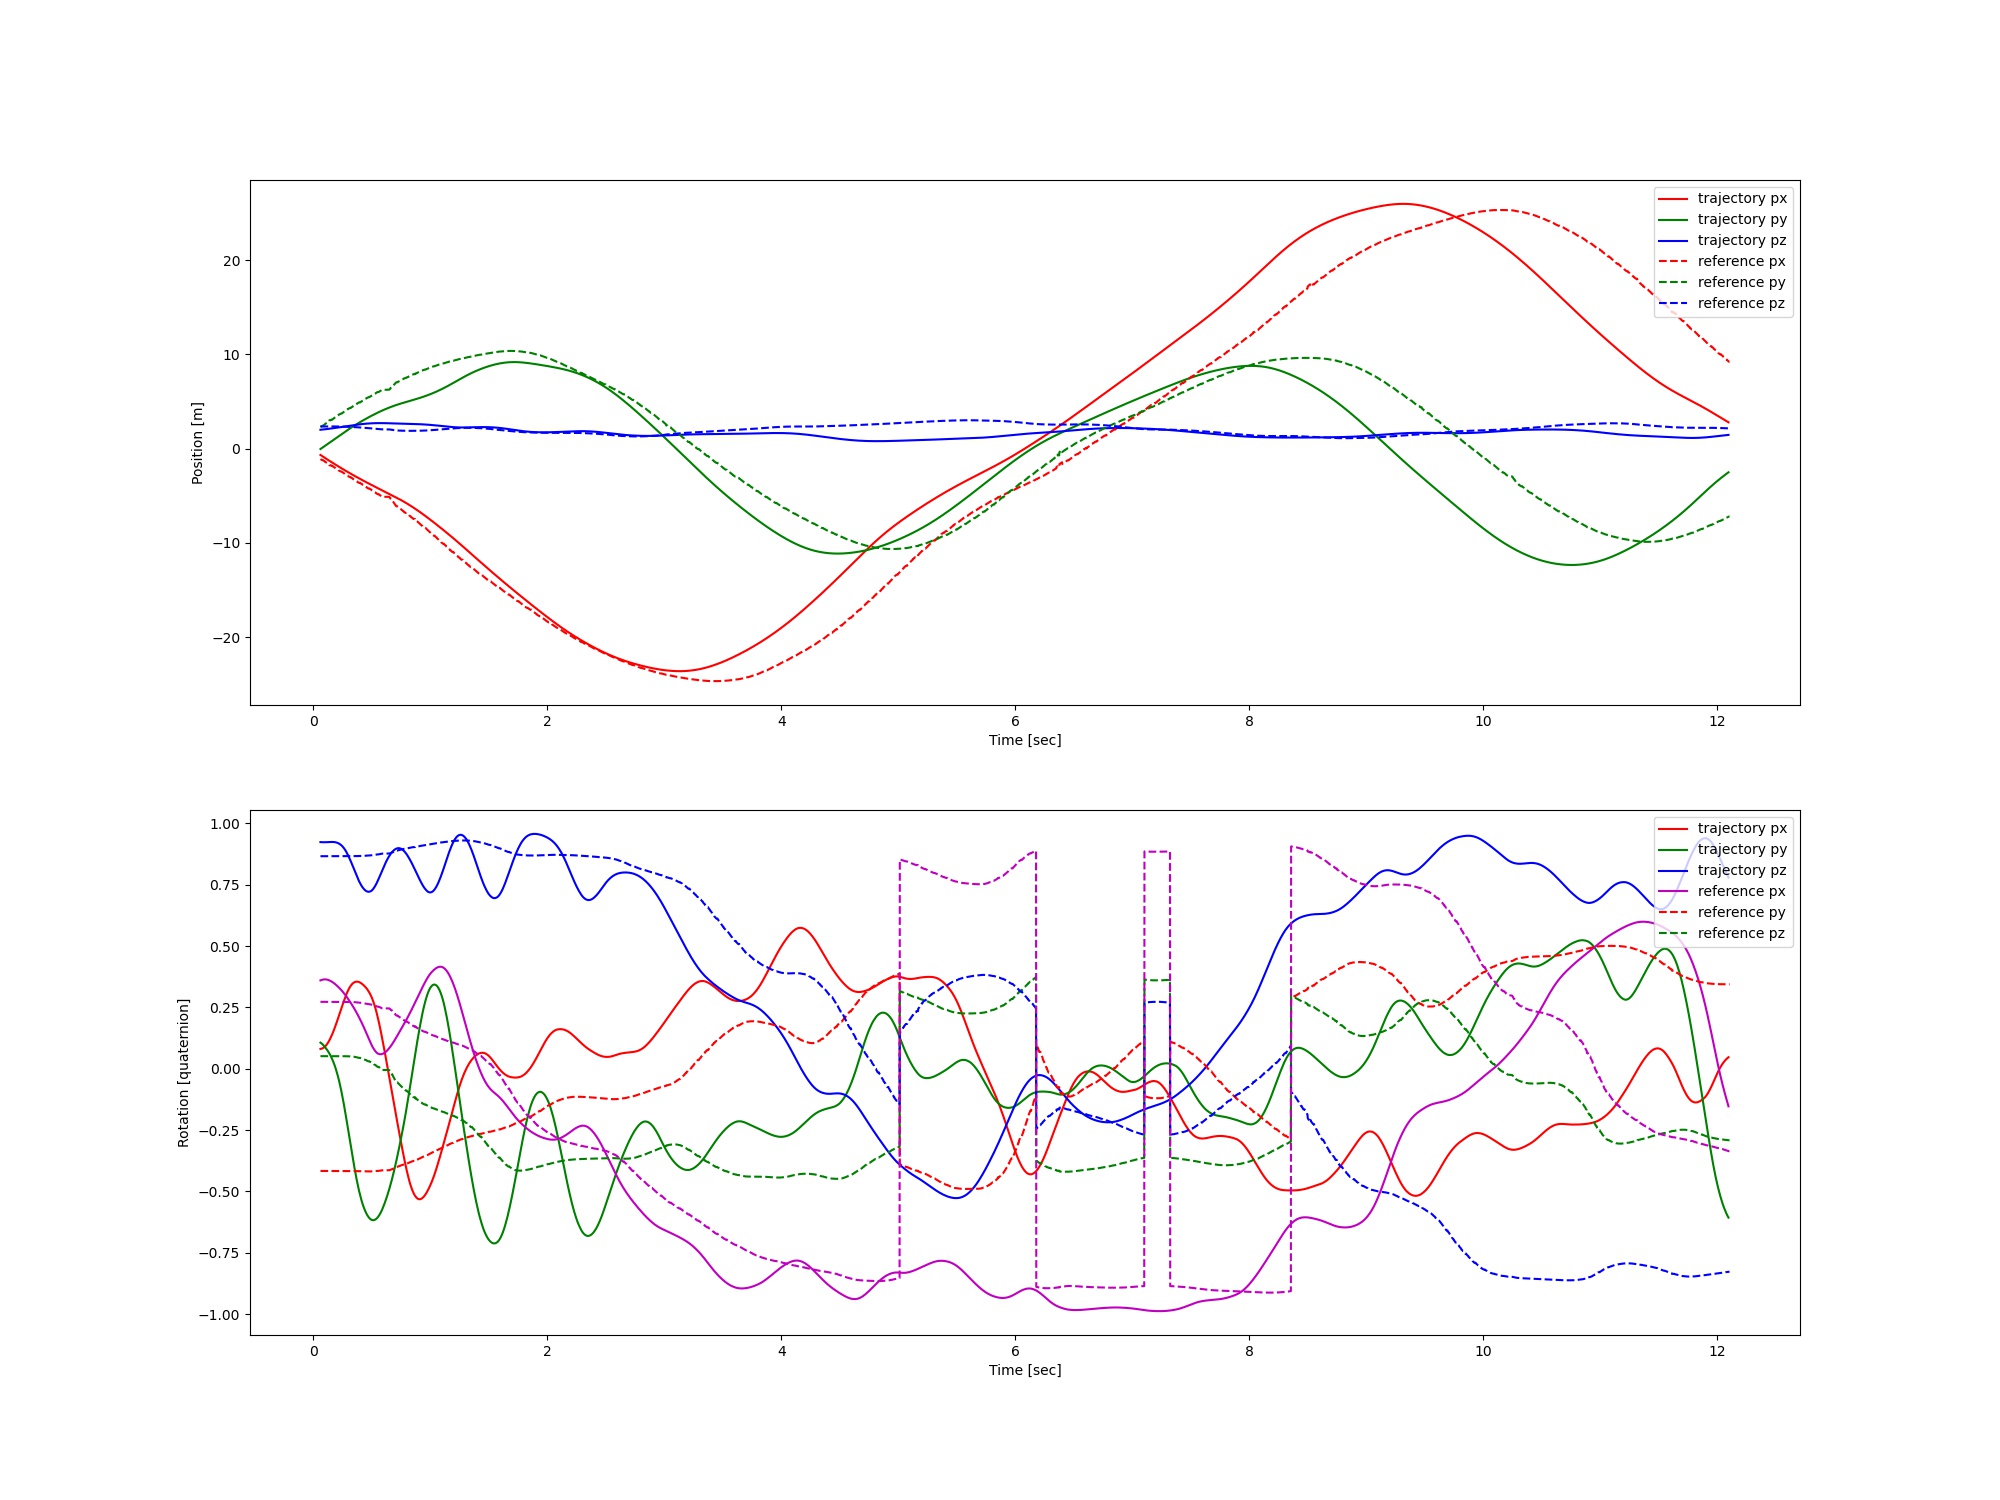 trajectory px
trajectory py
trajectory pz
reference px
reference py
reference pz
20
10
0
−10
−20
Position [m]
0 2 4 6 8 10 12
Time [sec]
trajectory px
trajectory py
trajectory pz
reference px
reference py
reference pz
1.00
0.75
0.50
0.25
0.00
−0.25
−0.50
−0.75
−1.00
Rotation [quaternion]
0 2 4 6 8 10 12
Time [sec]